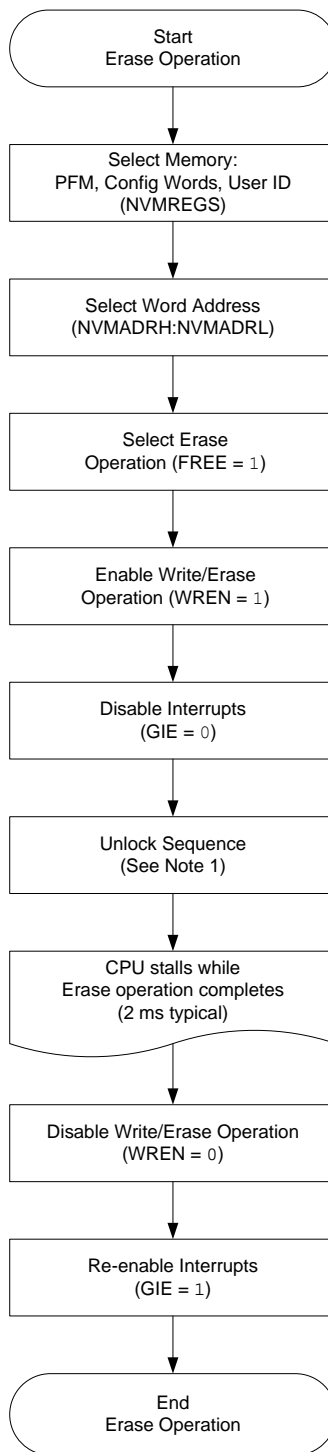 Start
Erase Operation
Select Memory:
PFM, Config Words, User ID
(NVMREGS)
Select Word Address
(NVMADRH:NVMADRL)
Select Erase
Operation (FREE = 1)
Enable Write/Erase
Operation (WREN = 1)
Disable Interrupts
(GIE = 0)
Unlock Sequence
(See Note 1)
CPU stalls while
Erase operation completes
(2 ms typical)
Disable Write/Erase Operation
(WREN = 0)
Re-enable Interrupts
(GIE = 1)
End
Erase Operation